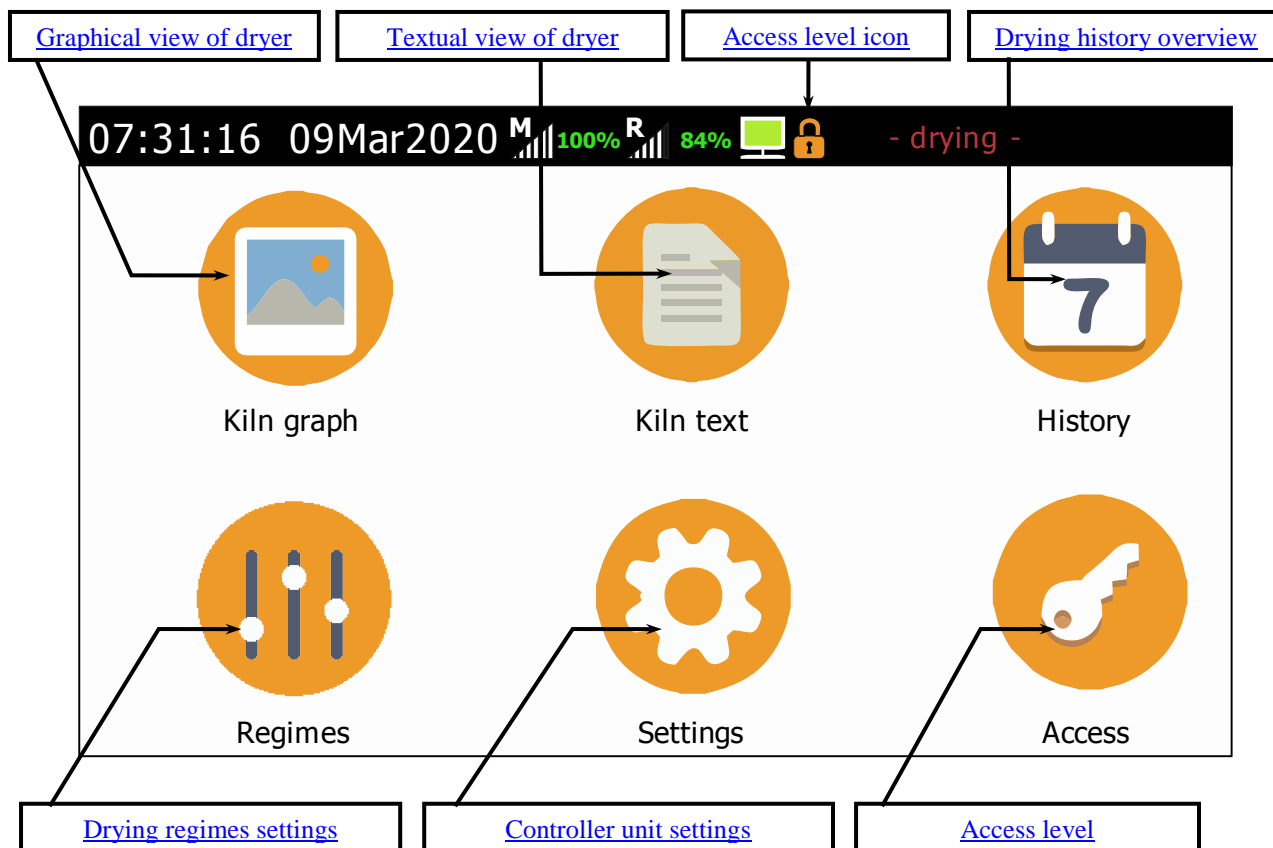 Graphical view of dryer
Textual view of dryer
Access level icon
Drying history overview
07:31:16 09Mar2020 M 100% R 84% - drying -
7
Kiln graph
Kiln text
History
Regimes
Settings
Access
Drying regimes settings
Controller unit settings
Access level